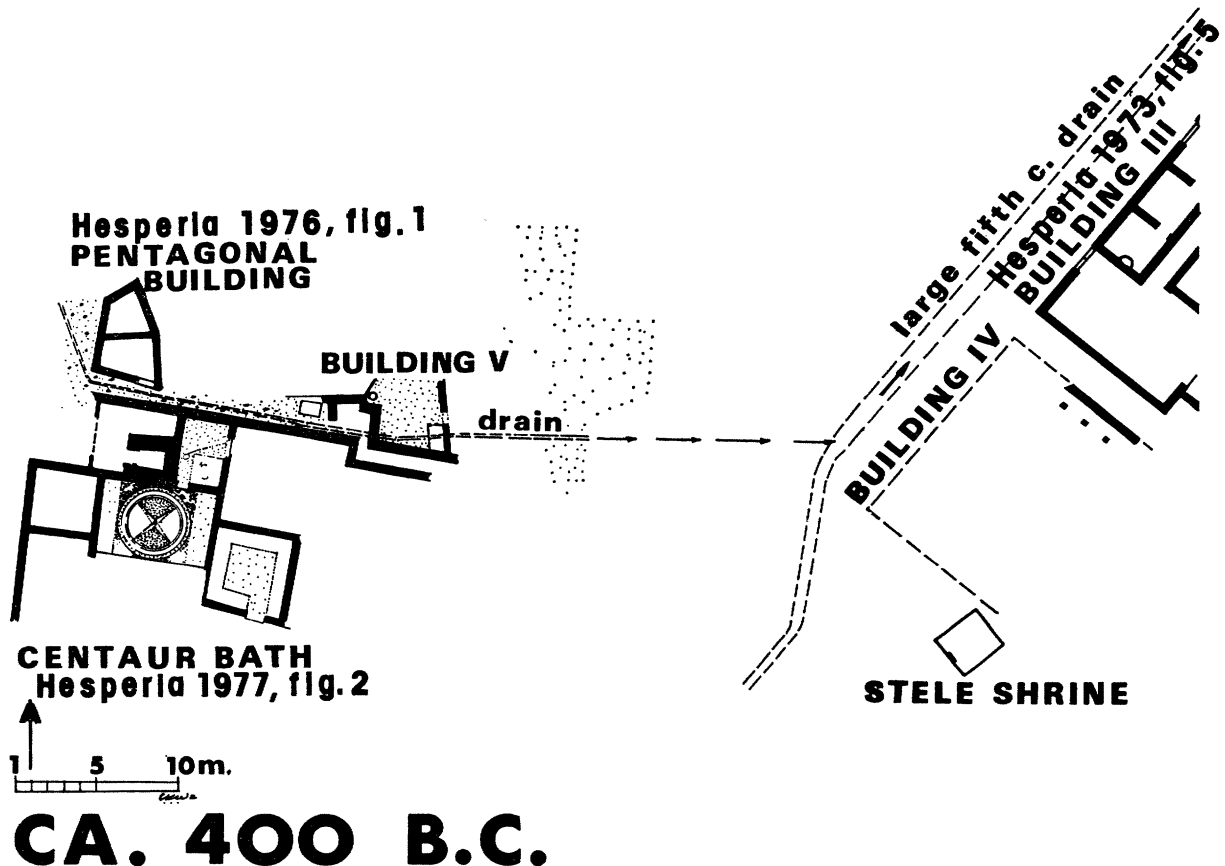 Hesperia 1976, fig. 1
PENTAGONAL
BUILDING
BUILDING V
drain
large fifth c. drain
Hesperia 1973, fig. 5
BUILDING III
BUILDING IV
CENTAUR BATH
Hesperia 1977, fig. 2
STELE SHRINE
1 5 10 m.
CA. 400 B.C.